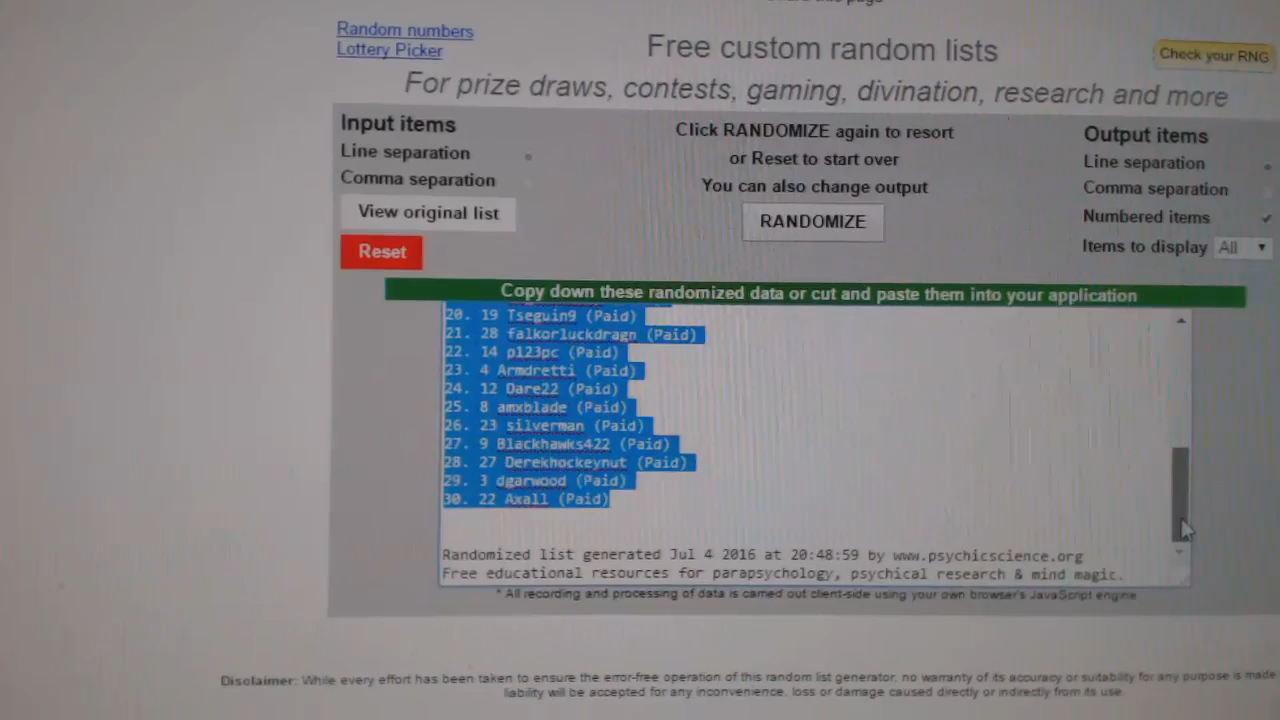 Random numbers
Lottery Picker
Free custom random lists
Check your RNG
For prize draws, contests, gaming, divination, research and more
Input items
Line separation
Comma separation
View original list
Reset
Click RANDOMIZE again to resort
or Reset to start over
You can also change output
RANDOMIZE
Output items
Line separation
Comma separation
Numbered items
Items to display All
Copy down these randomized data or cut and paste them into your application
20. 19 Tseguin9 (Paid)
21. 28 falkorluckdragn (Paid)
22. 14 p123pc (Paid)
23. 4 Armdretti (Paid)
24. 12 Dare22 (Paid)
25. 8 amxblade (Paid)
26. 23 silverman (Paid)
27. 9 Blackhawks422 (Paid)
28. 27 Derekhockeynut (Paid)
29. 3 dgarwood (Paid)
30. 22 Axall (Paid)
Randomized list generated Jul 4 2016 at 20:48:59 by www.psychicscience.org
Free educational resources for parapsychology, psychical research & mind magic.
* All recording and processing of data is carried out client-side using your own browser's JavaScript engine
Disclaimer: While every effort has been taken to ensure the error-free operation of this random list generator, no warranty of its accuracy or suitability for any purpose is made
liability will be accepted for any inconvenience, loss or damage caused directly or indirectly from its use.